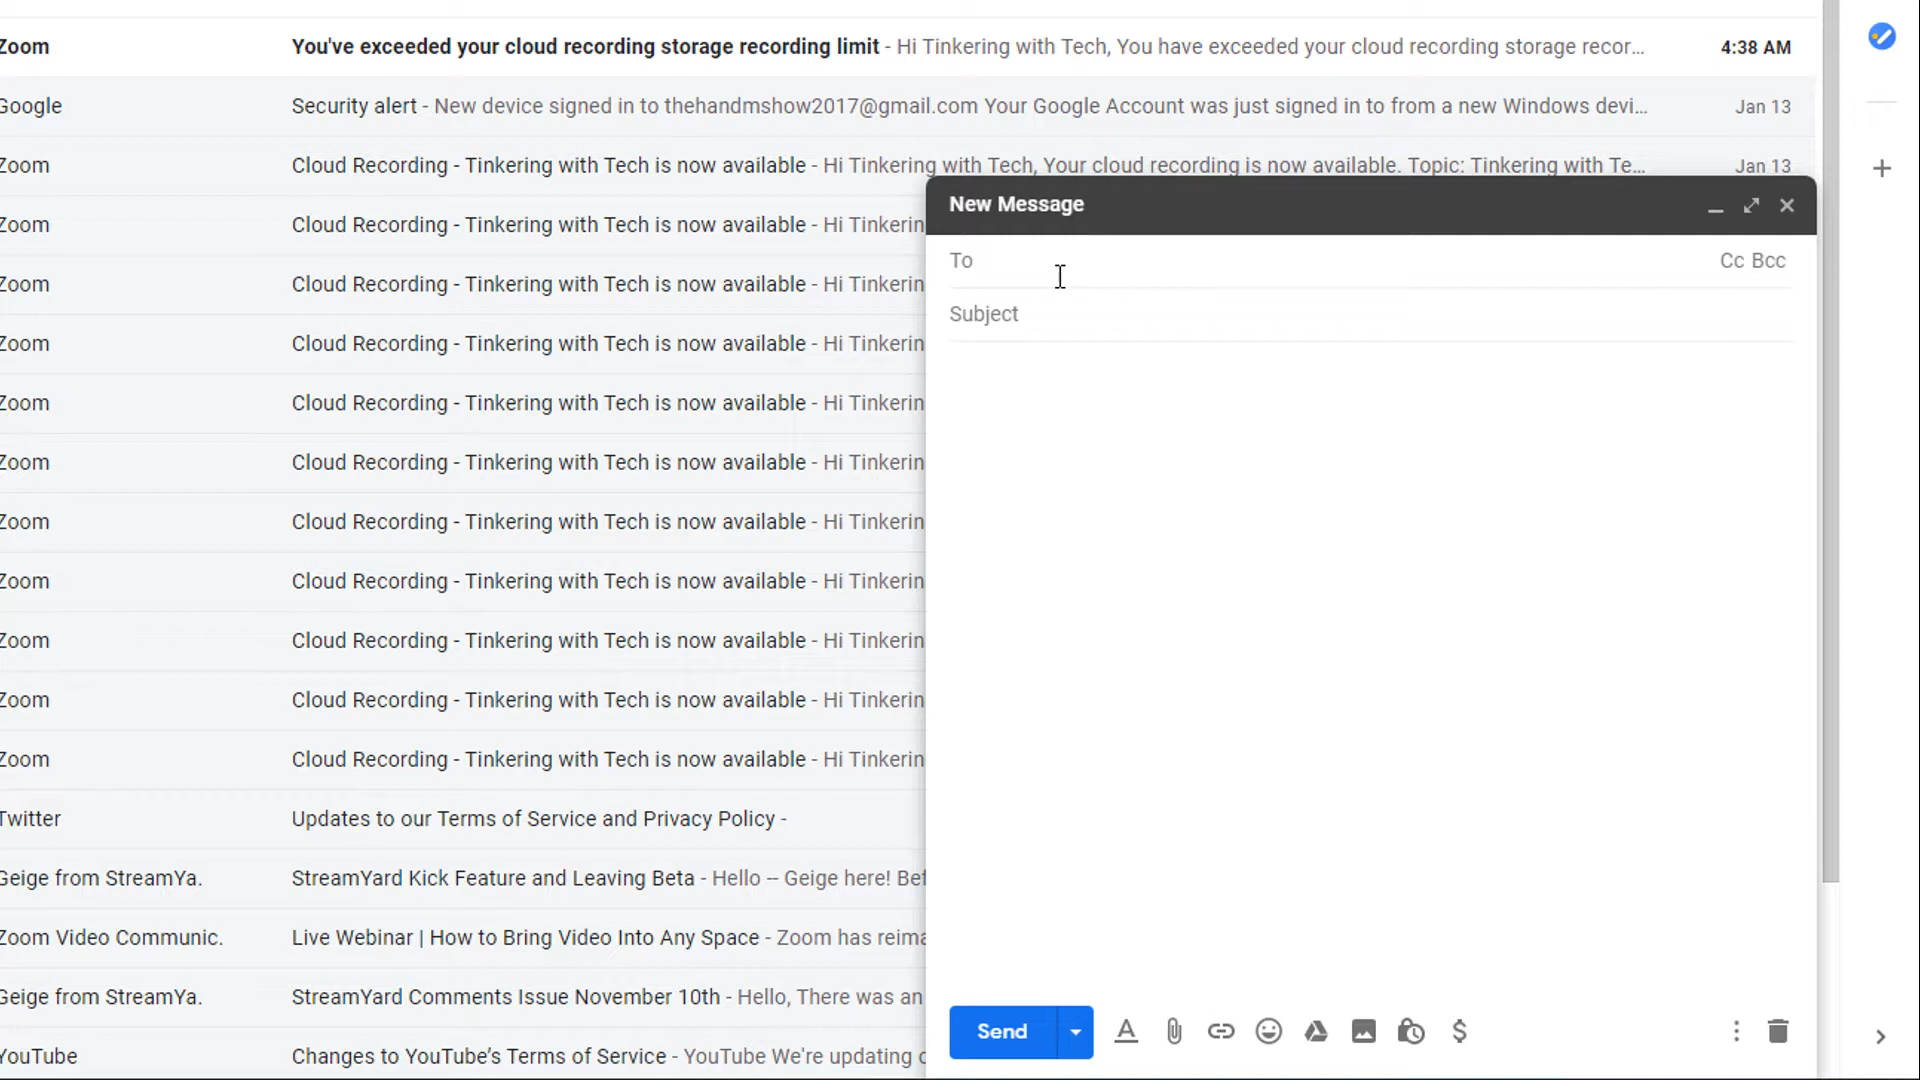 Zoom You've exceeded your cloud recording storage recording limit - Hi Tinkering with Tech, You have exceeded your cloud recording storage recor... 4:38 AM
Google Security alert - New device signed in to thehandmshow2017@gmail.com Your Google Account was just signed in to from a new Windows devi... Jan 13
Zoom Cloud Recording - Tinkering with Tech is now available - Hi Tinkering with Tech, Your cloud recording is now available. Topic: Tinkering with Te... Jan 13
Zoom Cloud Recording - Tinkering with Tech is now available - Hi Tinkerin
Zoom Cloud Recording - Tinkering with Tech is now available - Hi Tinkerin
Zoom Cloud Recording - Tinkering with Tech is now available - Hi Tinkerin
Zoom Cloud Recording - Tinkering with Tech is now available - Hi Tinkerin
Zoom Cloud Recording - Tinkering with Tech is now available - Hi Tinkerin
Zoom Cloud Recording - Tinkering with Tech is now available - Hi Tinkerin
Zoom Cloud Recording - Tinkering with Tech is now available - Hi Tinkerin
Zoom Cloud Recording - Tinkering with Tech is now available - Hi Tinkerin
Zoom Cloud Recording - Tinkering with Tech is now available - Hi Tinkerin
Zoom Cloud Recording - Tinkering with Tech is now available - Hi Tinkerin
Twitter Updates to our Terms of Service and Privacy Policy -
Geige from StreamYa. StreamYard Kick Feature and Leaving Beta - Hello -- Geige here! Bef
Zoom Video Communic. Live Webinar | How to Bring Video Into Any Space - Zoom has reima
Geige from StreamYa. StreamYard Comments Issue November 10th - Hello, There was an
YouTube Changes to YouTube's Terms of Service - YouTube We're updating
New Message
To Cc Bcc
Subject
Send